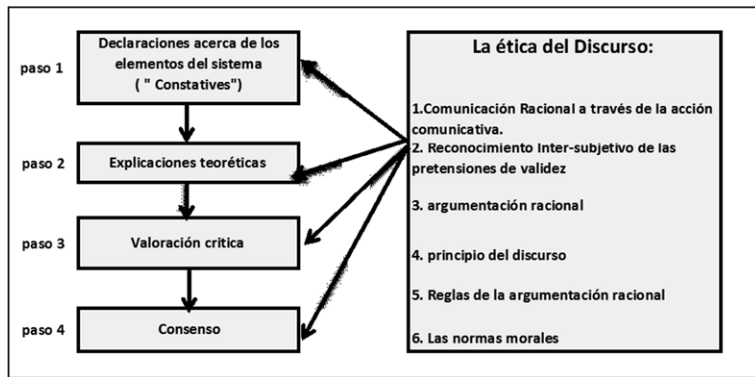 paso 1
Declaraciones acerca de los
elementos del sistema
( " Constatives")
paso 2
Explicaciones teoréticas
paso 3
Valoración critica
paso 4
Consenso
La ética del Discurso:
1.Comunicación Racional a través de la acción
comunicativa.
2. Reconocimiento Inter-subjetivo de las
pretensiones de validez
3. argumentación racional
4. principio del discurso
5. Reglas de la argumentación racional
6. Las normas morales